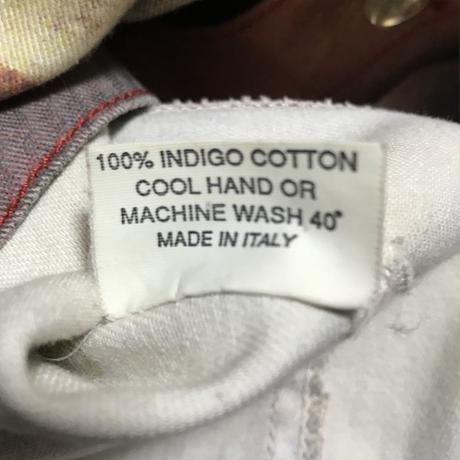 100% INDIGO COTTON
COOL HAND OR
MACHINE WASH 40°
MADE IN ITALY